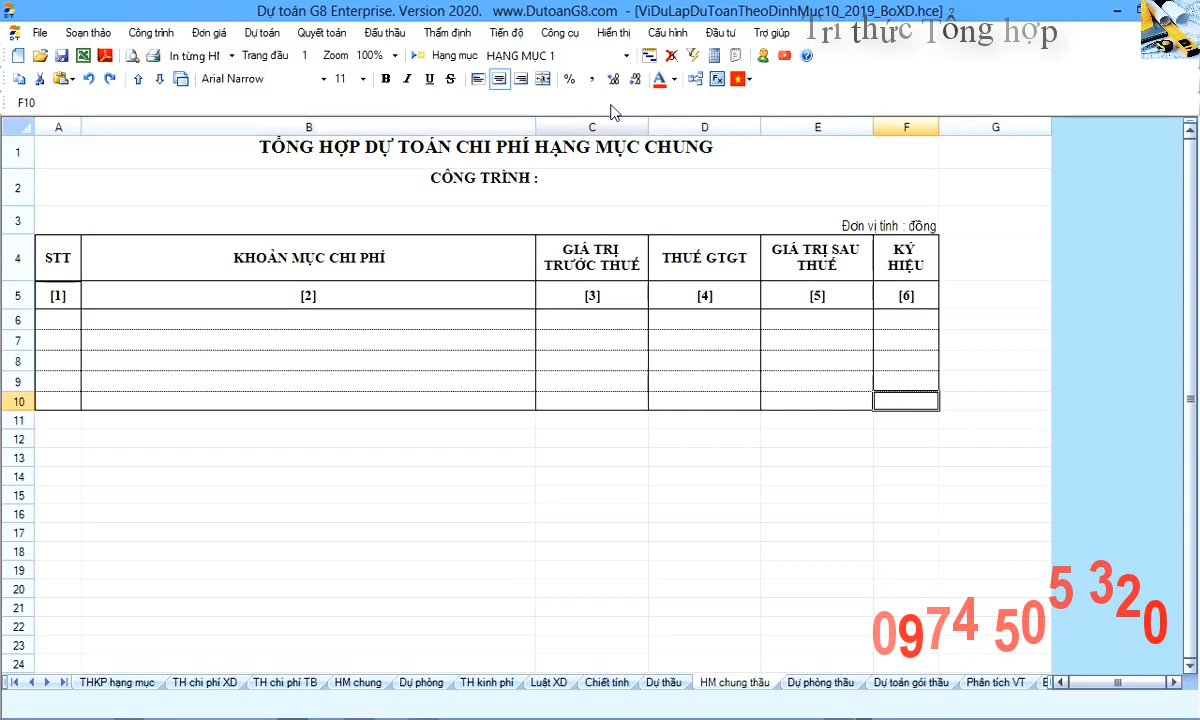 Dự toán G8 Enterprise. Version 2020.   www.DutoanG8.com   - [ViDuLapDuToanTheoDinhMuc10_2019_BoXD.hce]
Tri thức Tổng hợp
File Soạn thảo Công trình Đơn giá Dự toán Quyết toán Đấu thầu Thẩm định Tiến độ Công cụ Hiển thị Cấu hình Đầu tư Trợ giúp
In từng HM Trang đầu 1 Zoom 100% Hạng mục HẠNG MỤC 1
Arial Narrow 11 B I U S % ,
F10
A B C D E F G
1 TỔNG HỢP DỰ TOÁN CHI PHÍ HẠNG MỤC CHUNG
2 CÔNG TRÌNH :
3 Đơn vị tính : đồng
4 STT KHOẢN MỤC CHI PHÍ GIÁ TRỊ TRƯỚC THUẾ THUẾ GTGT GIÁ TRỊ SAU THUẾ KÝ HIỆU
5 [1] [2] [3] [4] [5] [6]
6
7
8
9
10
11
12
13
14
15
16
17
18
19
20
21
22
23
24
0974 505 320
THKP hạng mục TH chi phí XD TH chi phí TB HM chung Dự phòng TH kinh phí Luật XD Chiết tính Dự thầu HM chung thầu Dự phòng thầu Dự toán gói thầu Phân tích VT